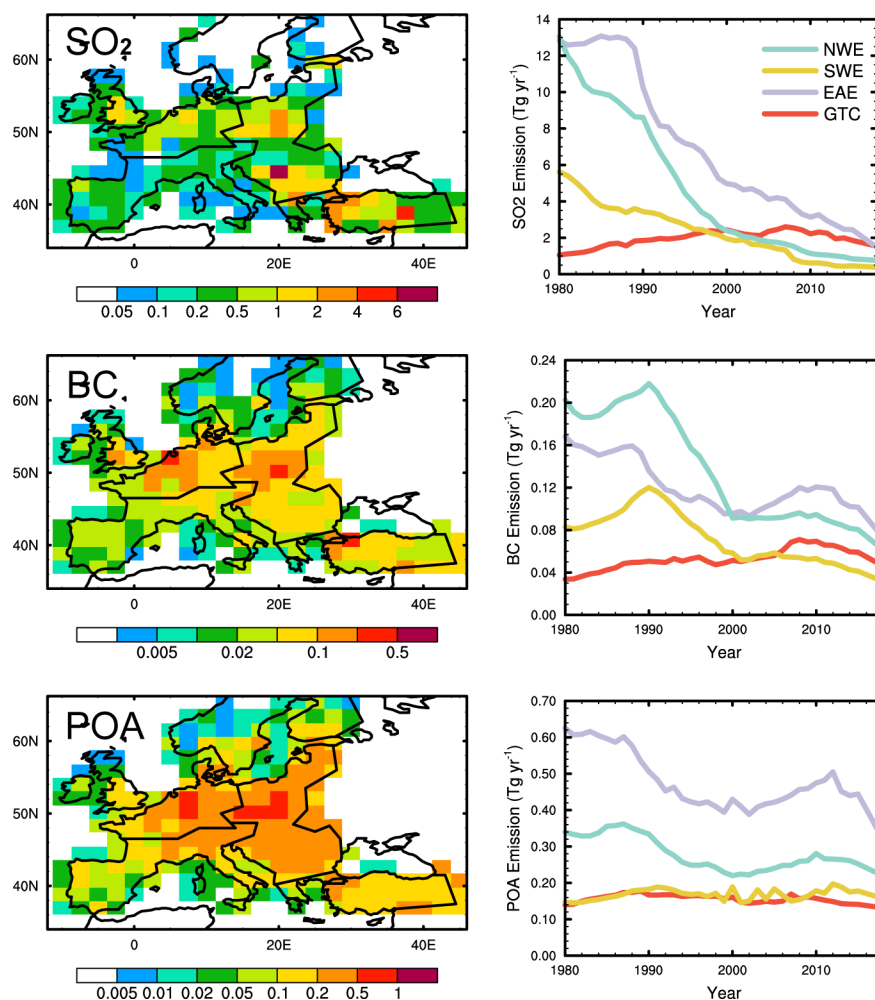 SO₂
60N
50N
40N
0 20E 40E
0.05 0.1 0.2 0.5 1 2 4 6
SO2 Emission (Tg yr⁻¹)
14
12
10
8
6
4
2
0
1980 1990 2000 2010
Year
NWE
SWE
EAE
GTC
BC
60N
50N
40N
0 20E 40E
0.005 0.02 0.1 0.5
BC Emission (Tg yr⁻¹)
0.24
0.20
0.16
0.12
0.08
0.04
0.00
1980 1990 2000 2010
Year
POA
60N
50N
40N
0 20E 40E
0.005 0.01 0.02 0.05 0.1 0.2 0.5 1
POA Emission (Tg yr⁻¹)
0.70
0.60
0.50
0.40
0.30
0.20
0.10
0.00
1980 1990 2000 2010
Year